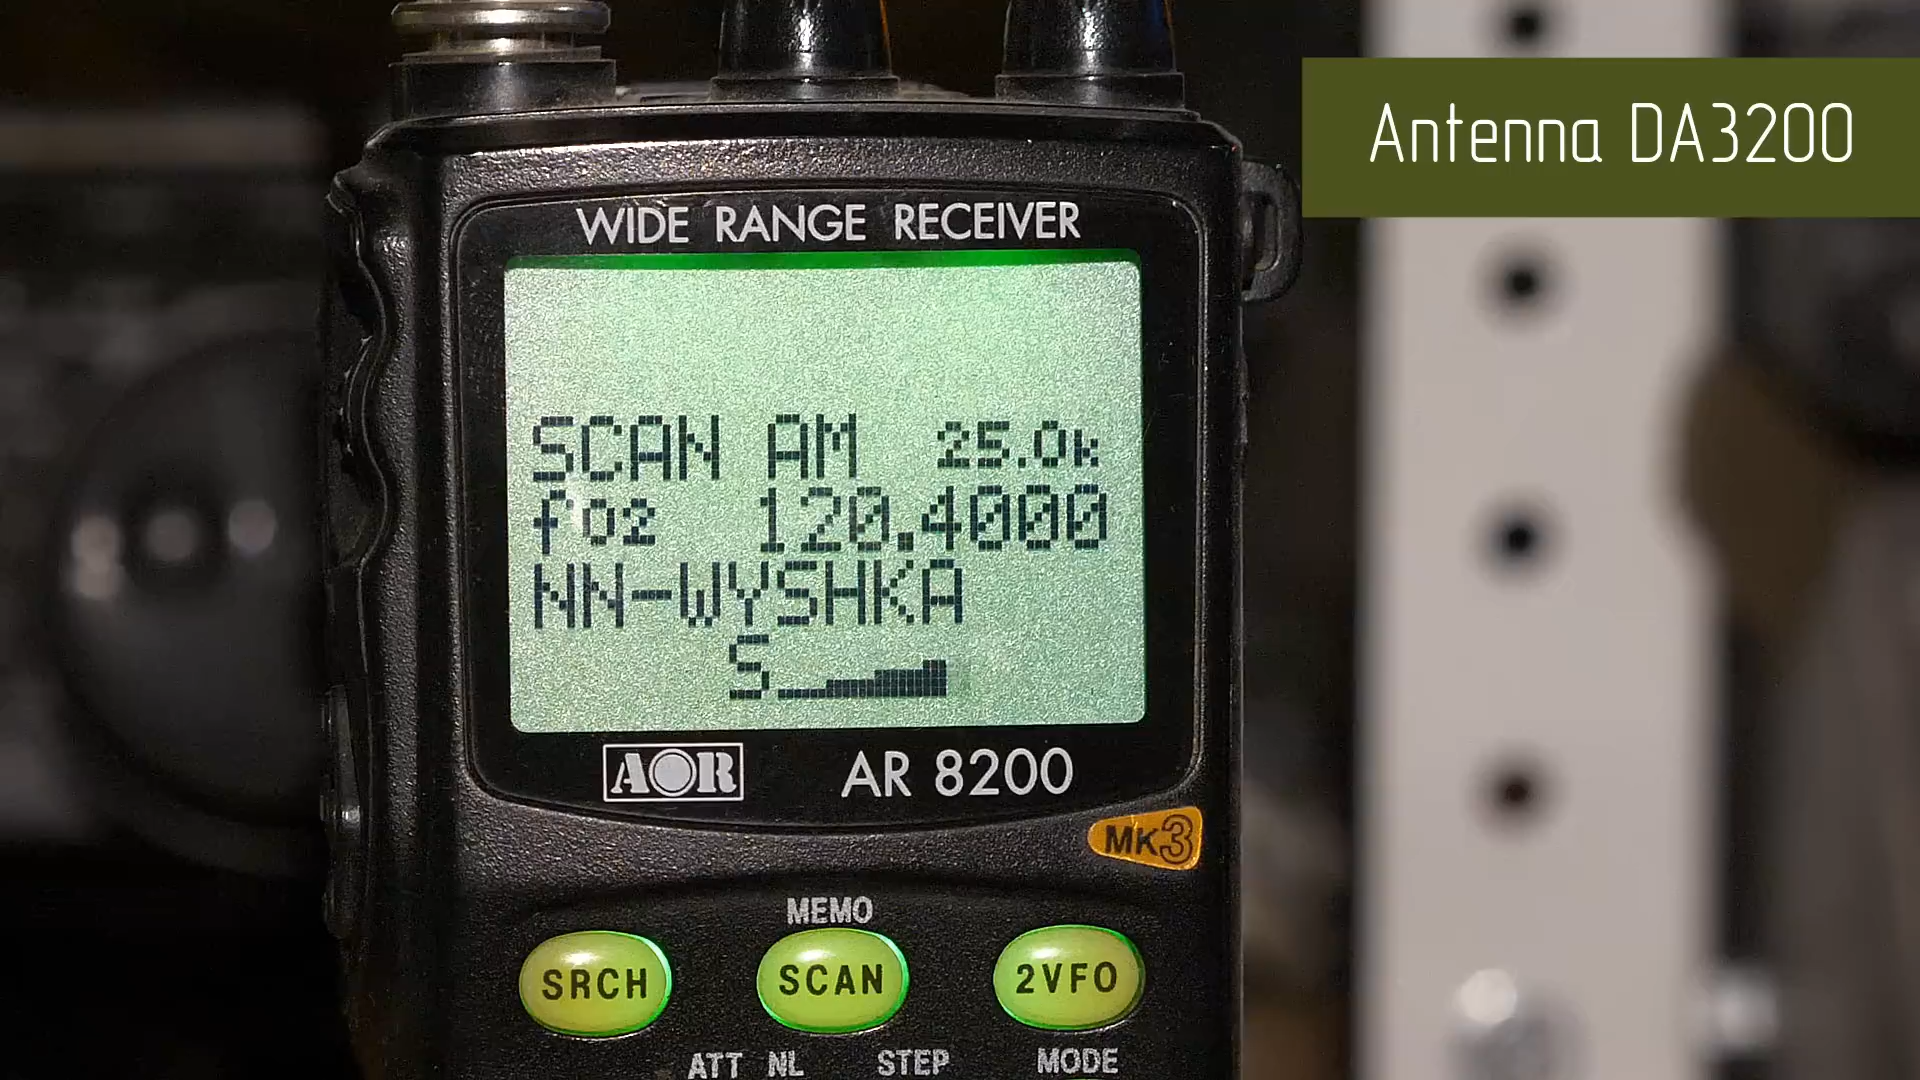 Antenna DA3200
WIDE RANGE RECEIVER
SCAN AM 25.0k
f02 120.4000
NN-WYSHKA
S
AOR AR 8200
MK3
MEMO
SRCH SCAN 2VFO
ATT NL STEP MODE